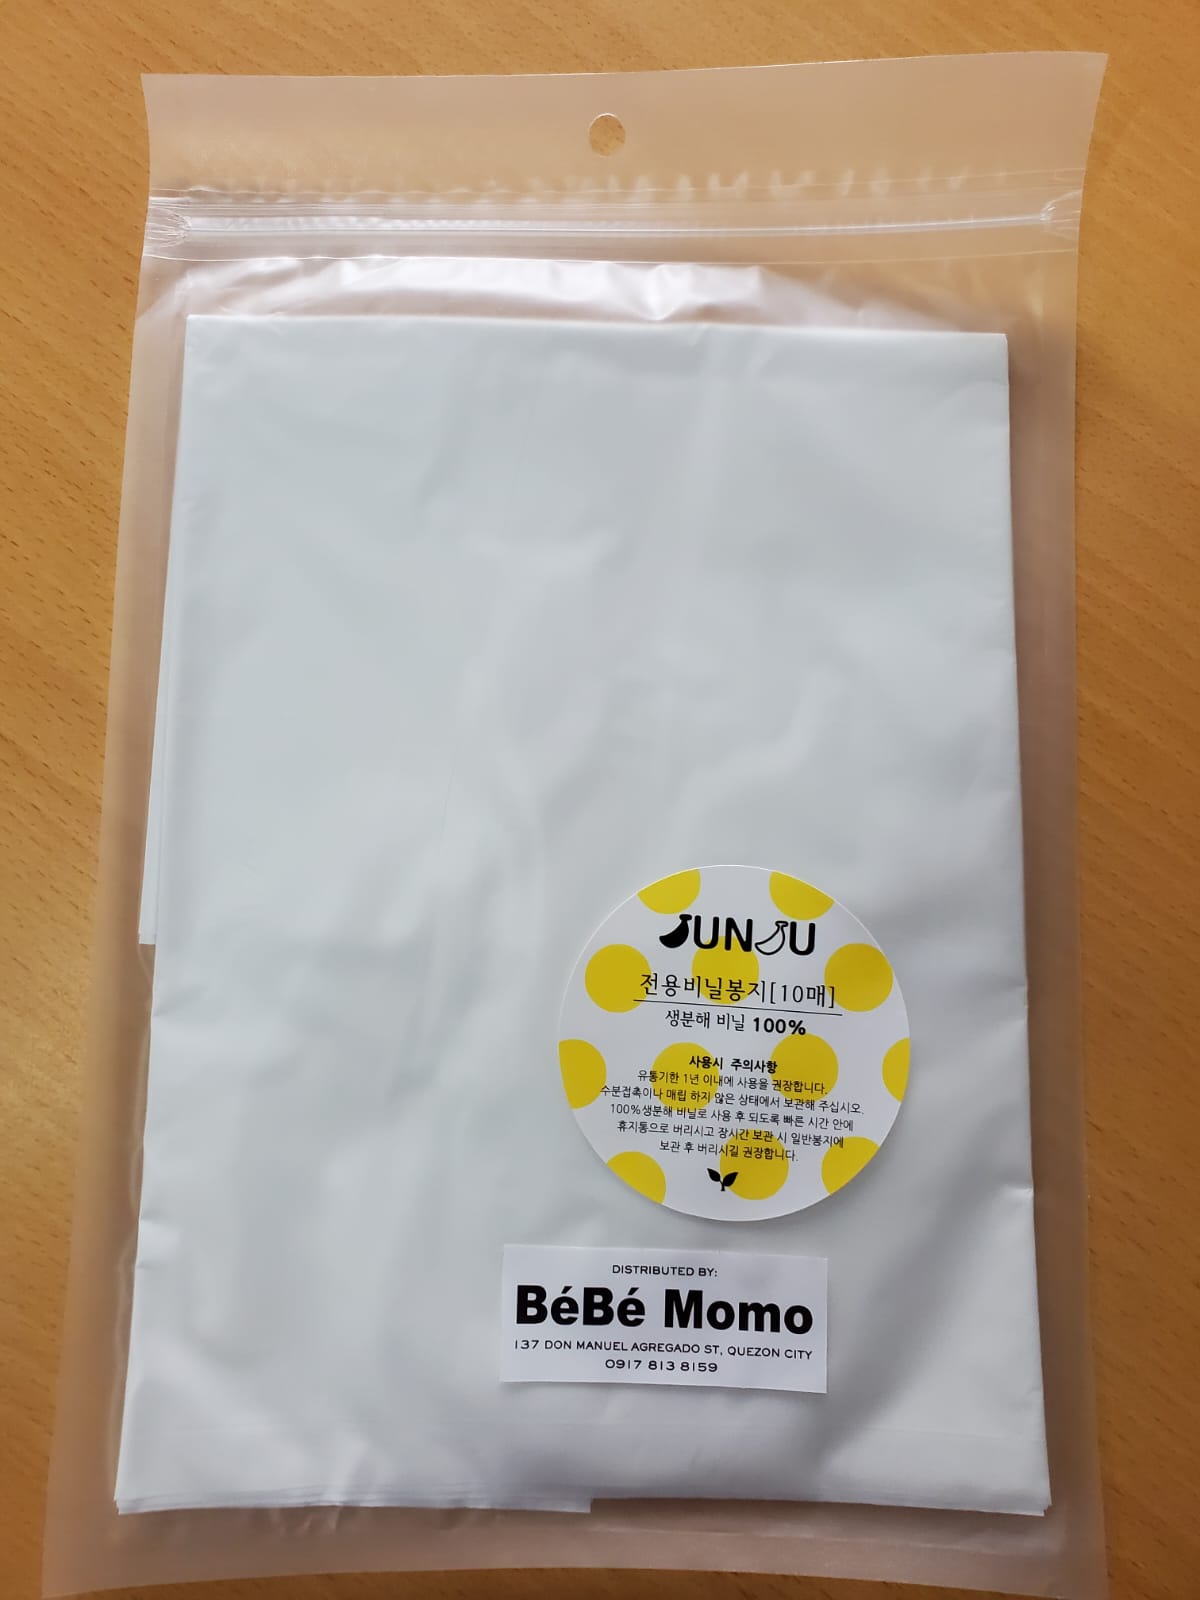 JUNJU
전용비닐봉지[10매]
생분해 비닐 100%
사용시 주의사항
유통기한 1년 이내에 사용을 권장합니다.
수분접촉이나 매립 하지 않은 상태에서 보관해 주십시오.
100%생분해 비닐로 사용 후 되도록 빠른 시간 안에
휴지통으로 버리시고 장시간 보관 시 일반봉지에
보관 후 버리시길 권장합니다.
DISTRIBUTED BY:
BéBé Momo
137 DON MANUEL AGREGADO ST, QUEZON CITY
0917 813 8159